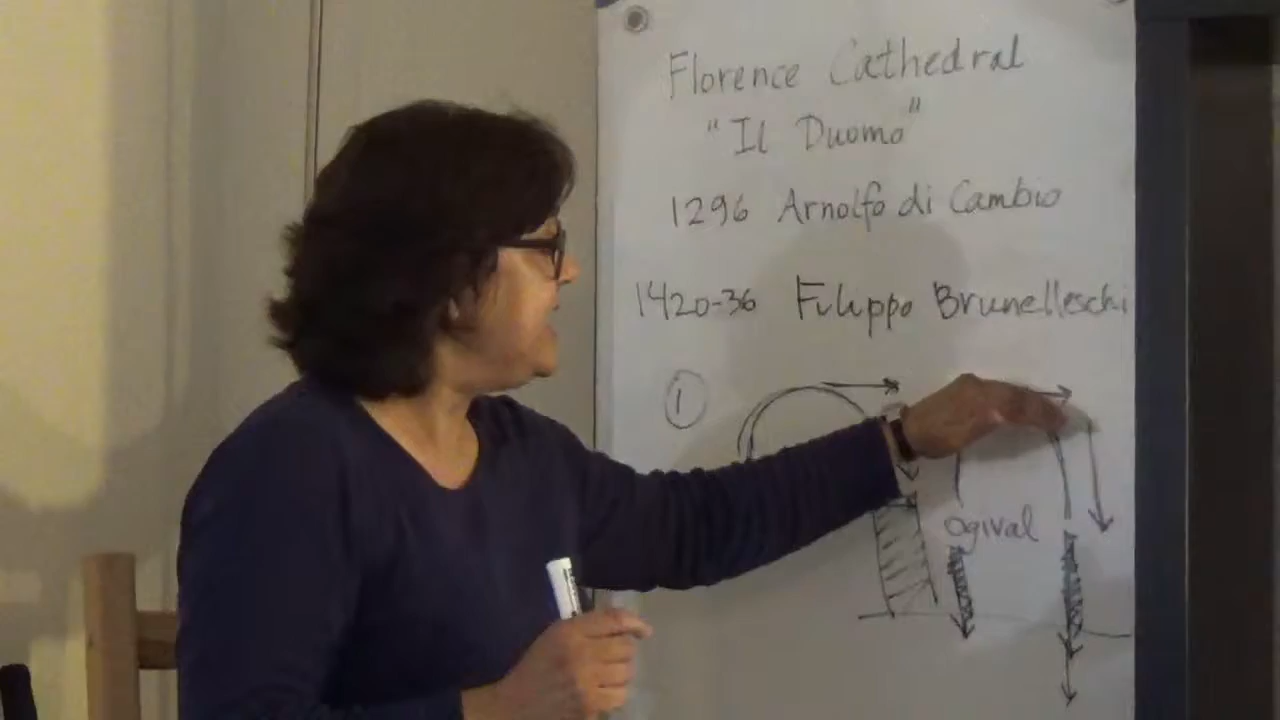 Florence Cathedral
"Il Duomo"
1296 Arnolfo di Cambio
1420-36 Filippo Brunelleschi
1
Ogival